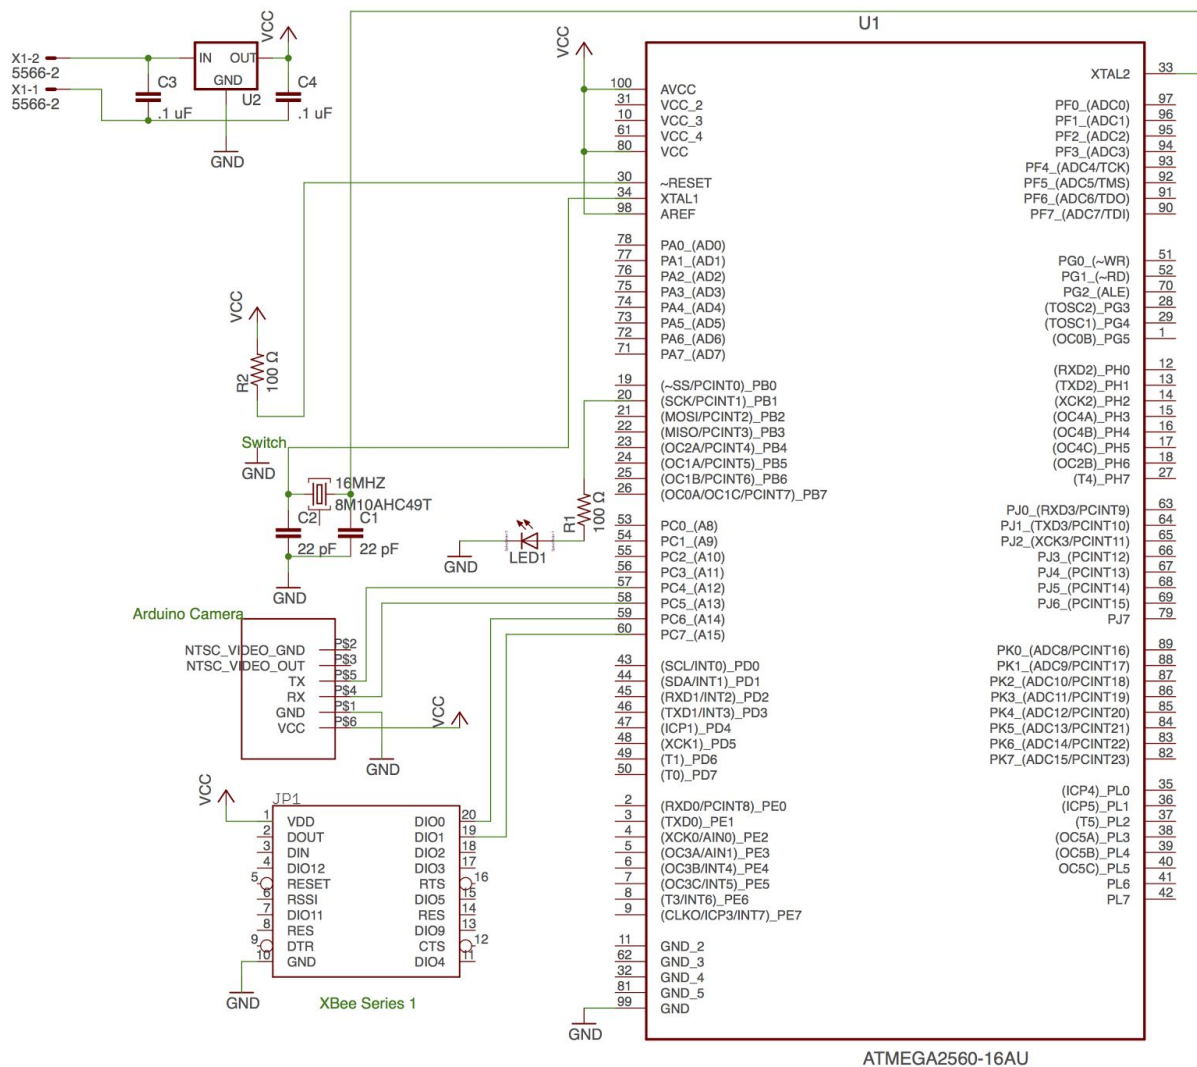 VCC
X1-2
5566-2
X1-1
5566-2
IN OUT
GND
U2
C3
.1 uF
C4
.1 uF
GND
VCC
R2
100 Ω
Switch
GND
16MHZ
8M10AHC49T
C2 C1
22 pF 22 pF
GND
Arduino Camera
NTSC_VIDEO_GND P$2
NTSC_VIDEO_OUT P$3
TX P$5
RX P$4
GND P$1
VCC P$6
VCC
GND
VCC
JP1
1 VDD DIO0 20
2 DOUT DIO1 19
3 DIN DIO2 18
4 DIO12 DIO3 17
5 RESET RTS 16
6 RSSI DIO5 15
7 DIO11 RES 14
8 RES DIO9 13
9 DTR CTS 12
10 GND DIO4 11
GND
XBee Series 1
VCC
R1
100 Ω
LED1
GND
GND
U1
100 AVCC
31 VCC_2
10 VCC_3
61 VCC_4
80 VCC
30 ~RESET
34 XTAL1
98 AREF
78 PA0_(AD0)
77 PA1_(AD1)
76 PA2_(AD2)
75 PA3_(AD3)
74 PA4_(AD4)
73 PA5_(AD5)
72 PA6_(AD6)
71 PA7_(AD7)
19 (~SS/PCINT0)_PB0
20 (SCK/PCINT1)_PB1
21 (MOSI/PCINT2)_PB2
22 (MISO/PCINT3)_PB3
23 (OC2A/PCINT4)_PB4
24 (OC1A/PCINT5)_PB5
25 (OC1B/PCINT6)_PB6
26 (OC0A/OC1C/PCINT7)_PB7
53 PC0_(A8)
54 PC1_(A9)
55 PC2_(A10)
56 PC3_(A11)
57 PC4_(A12)
58 PC5_(A13)
59 PC6_(A14)
60 PC7_(A15)
43 (SCL/INT0)_PD0
44 (SDA/INT1)_PD1
45 (RXD1/INT2)_PD2
46 (TXD1/INT3)_PD3
47 (ICP1)_PD4
48 (XCK1)_PD5
49 (T1)_PD6
50 (T0)_PD7
2 (RXD0/PCINT8)_PE0
3 (TXD0)_PE1
4 (XCK0/AIN0)_PE2
5 (OC3A/AIN1)_PE3
6 (OC3B/INT4)_PE4
7 (OC3C/INT5)_PE5
8 (T3/INT6)_PE6
9 (CLKO/ICP3/INT7)_PE7
11 GND_2
62 GND_3
32 GND_4
81 GND_5
99 GND
XTAL2 33
PF0_(ADC0) 97
PF1_(ADC1) 96
PF2_(ADC2) 95
PF3_(ADC3) 94
PF4_(ADC4/TCK) 93
PF5_(ADC5/TMS) 92
PF6_(ADC6/TDO) 91
PF7_(ADC7/TDI) 90
PG0_(~WR) 51
PG1_(~RD) 52
PG2_(ALE) 70
(TOSC2)_PG3 28
(TOSC1)_PG4 29
(OC0B)_PG5 1
(RXD2)_PH0 12
(TXD2)_PH1 13
(XCK2)_PH2 14
(OC4A)_PH3 15
(OC4B)_PH4 16
(OC4C)_PH5 17
(OC2B)_PH6 18
(T4)_PH7 27
PJ0_(RXD3/PCINT9) 63
PJ1_(TXD3/PCINT10) 64
PJ2_(XCK3/PCINT11) 65
PJ3_(PCINT12) 66
PJ4_(PCINT13) 67
PJ5_(PCINT14) 68
PJ6_(PCINT15) 69
PJ7 79
PK0_(ADC8/PCINT16) 89
PK1_(ADC9/PCINT17) 88
PK2_(ADC10/PCINT18) 87
PK3_(ADC11/PCINT19) 86
PK4_(ADC12/PCINT20) 85
PK5_(ADC13/PCINT21) 84
PK6_(ADC14/PCINT22) 83
PK7_(ADC15/PCINT23) 82
(ICP4)_PL0 35
(ICP5)_PL1 36
(T5)_PL2 37
(OC5A)_PL3 38
(OC5B)_PL4 39
OC5C)_PL5 40
PL6 41
PL7 42
ATMEGA2560-16AU